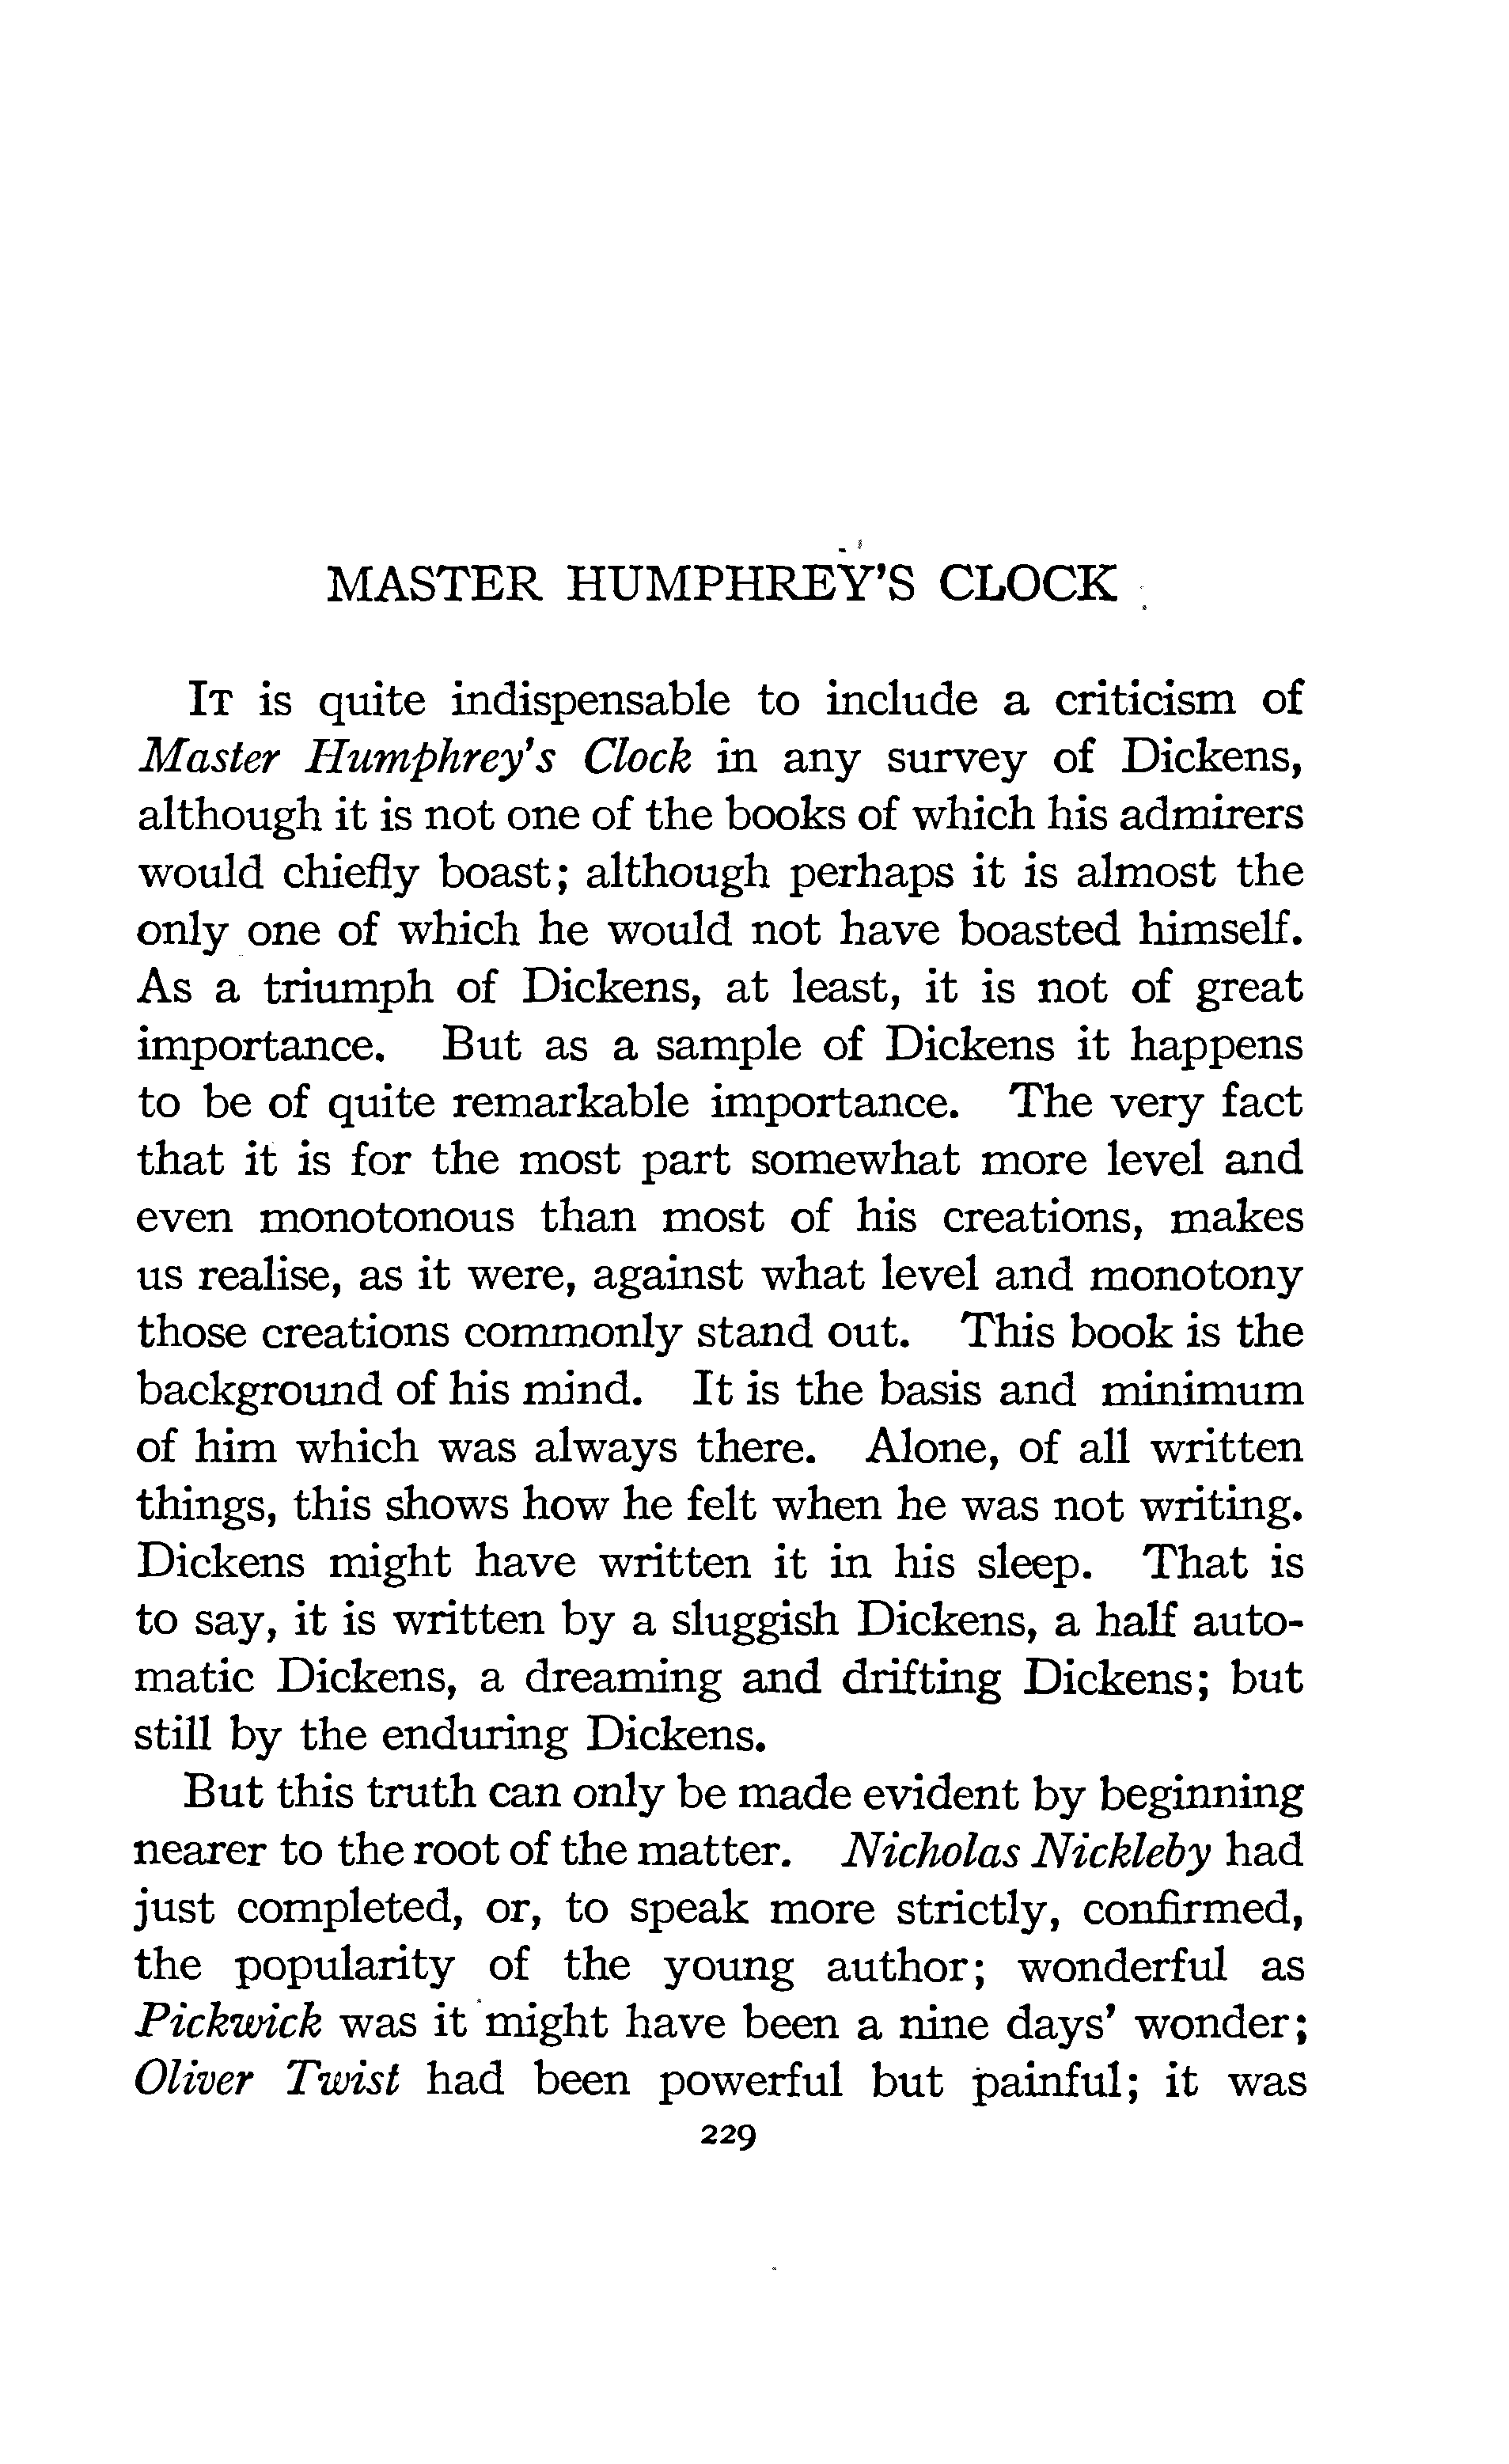 MASTER HUMPHREY'S CLOCK
IT is quite indispensable to include a criticism of
Master Humphrey's Clock in any survey of Dickens,
although it is not one of the books of which his admirers
would chiefly boast; although perhaps it is almost the
only one of which he would not have boasted himself.
As a triumph of Dickens, at least, it is not of great
importance. But as a sample of Dickens it happens
to be of quite remarkable importance. The very fact
that it is for the most part somewhat more level and
even monotonous than most of his creations, makes
us realise, as it were, against what level and monotony
those creations commonly stand out. This book is the
background of his mind. It is the basis and minimum
of him which was always there. Alone, of all written
things, this shows how he felt when he was not writing.
Dickens might have written it in his sleep. That is
to say, it is written by a sluggish Dickens, a half auto-
matic Dickens, a dreaming and drifting Dickens; but
still by the enduring Dickens.
But this truth can only be made evident by beginning
nearer to the root of the matter. Nicholas Nickleby had
just completed, or, to speak more strictly, confirmed,
the popularity of the young author; wonderful as
Pickwick was it might have been a nine days' wonder;
Oliver Twist had been powerful but painful; it was
229